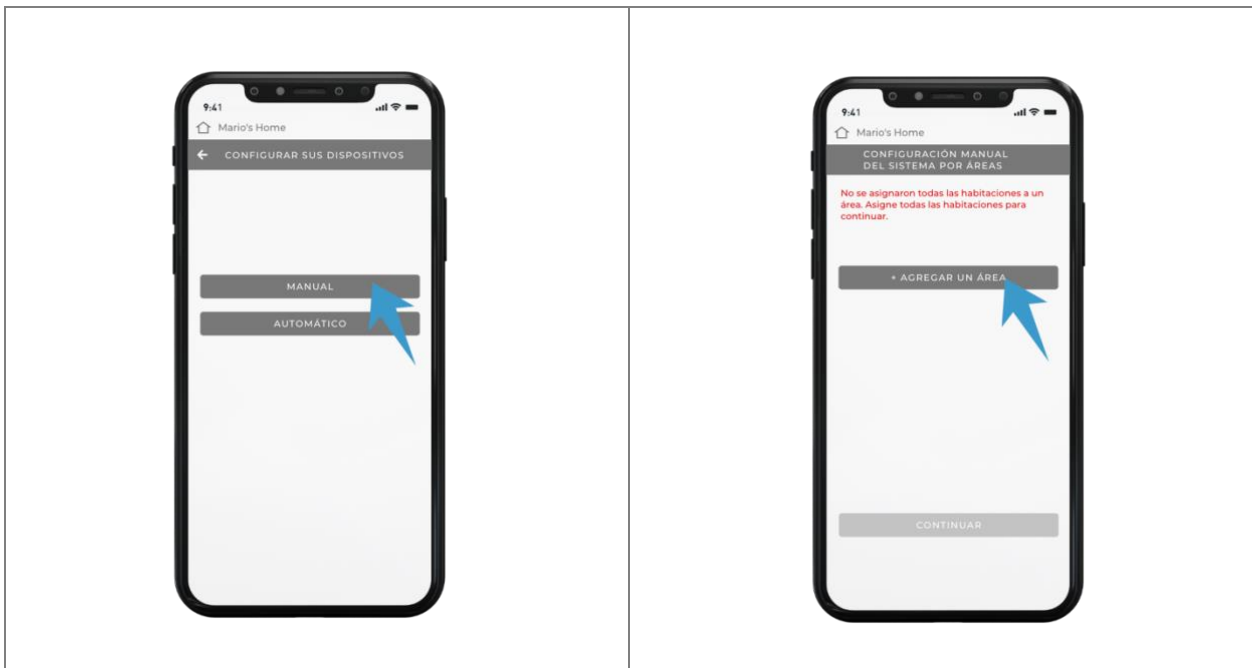 9:41
Mario's Home
CONFIGURAR SUS DISPOSITIVOS
MANUAL
AUTOMÁTICO
9:41
Mario's Home
CONFIGURACIÓN MANUAL
DEL SISTEMA POR ÁREAS
No se asignaron todas las habitaciones a un
área. Asigne todas las habitaciones para
continuar.
+ AGREGAR UN ÁREA
CONTINUAR